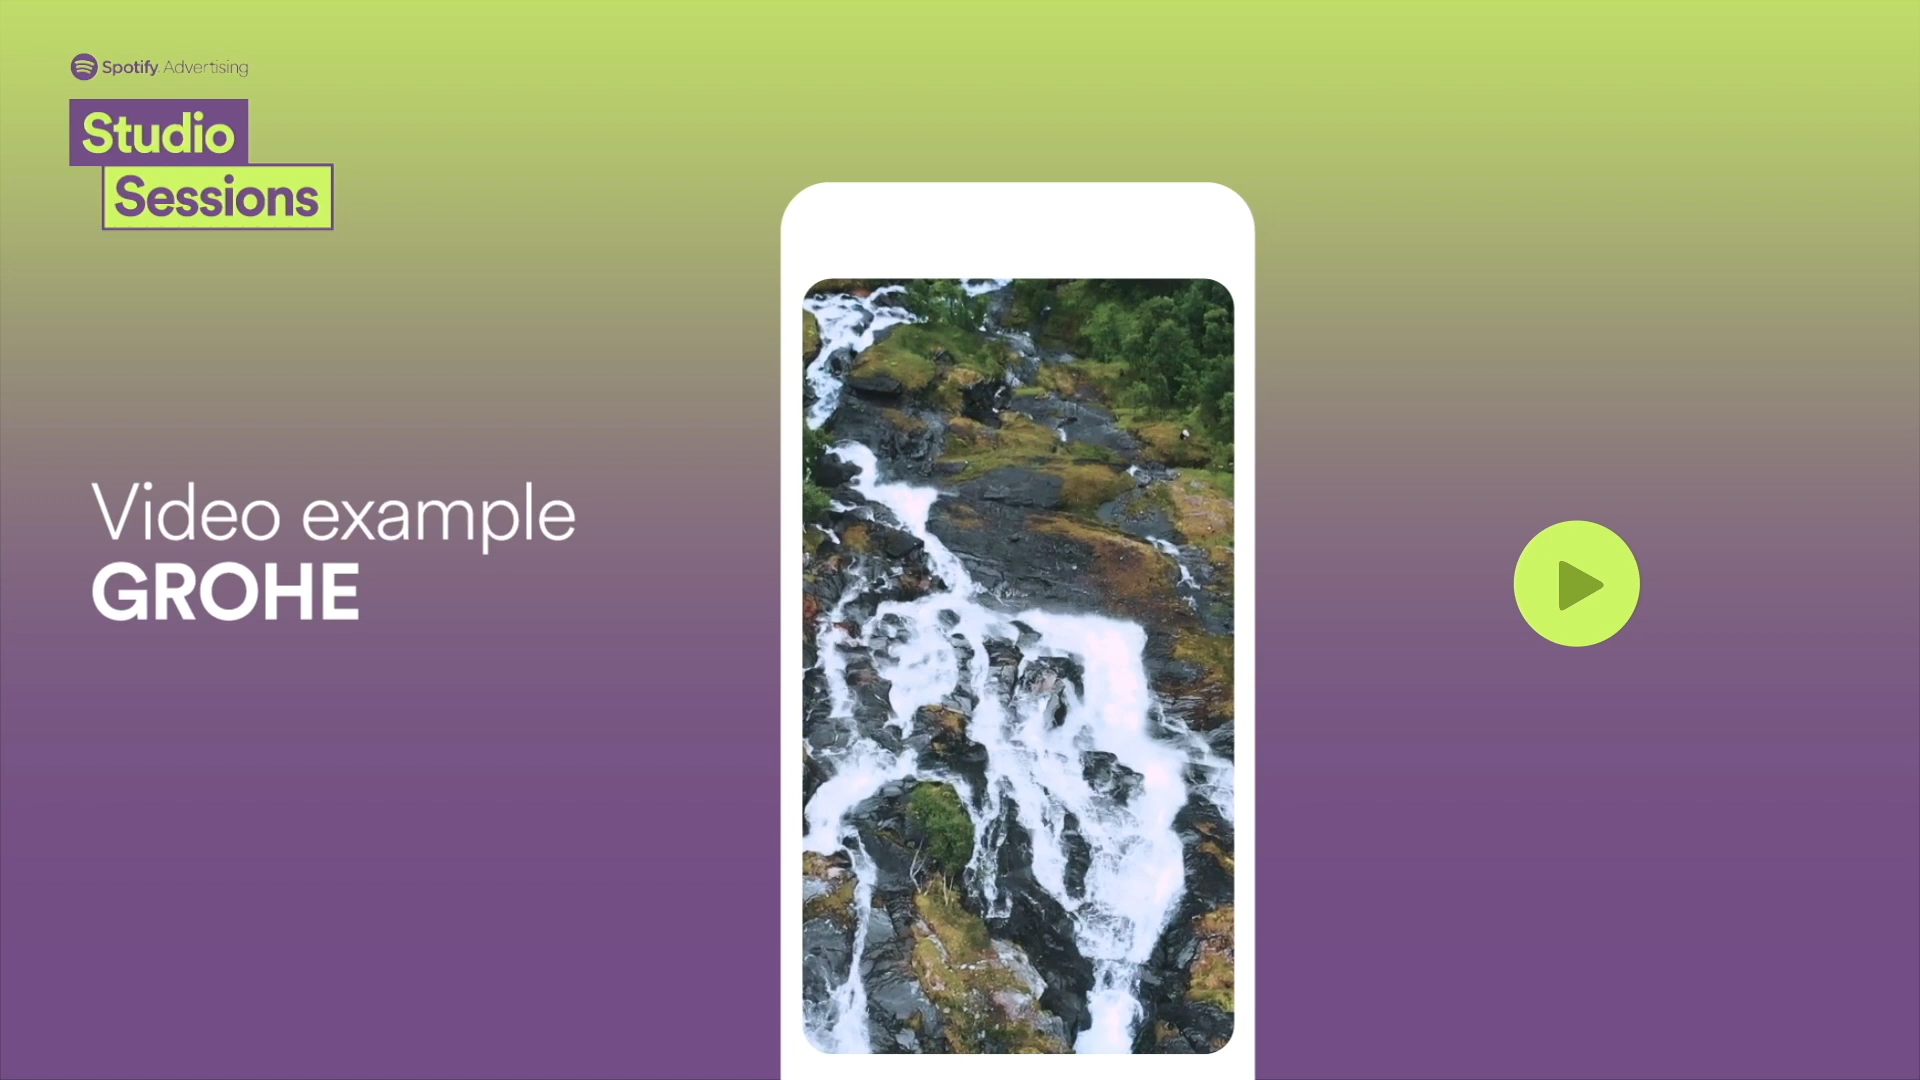 Spotify Advertising
Studio
Sessions
Video example
GROHE